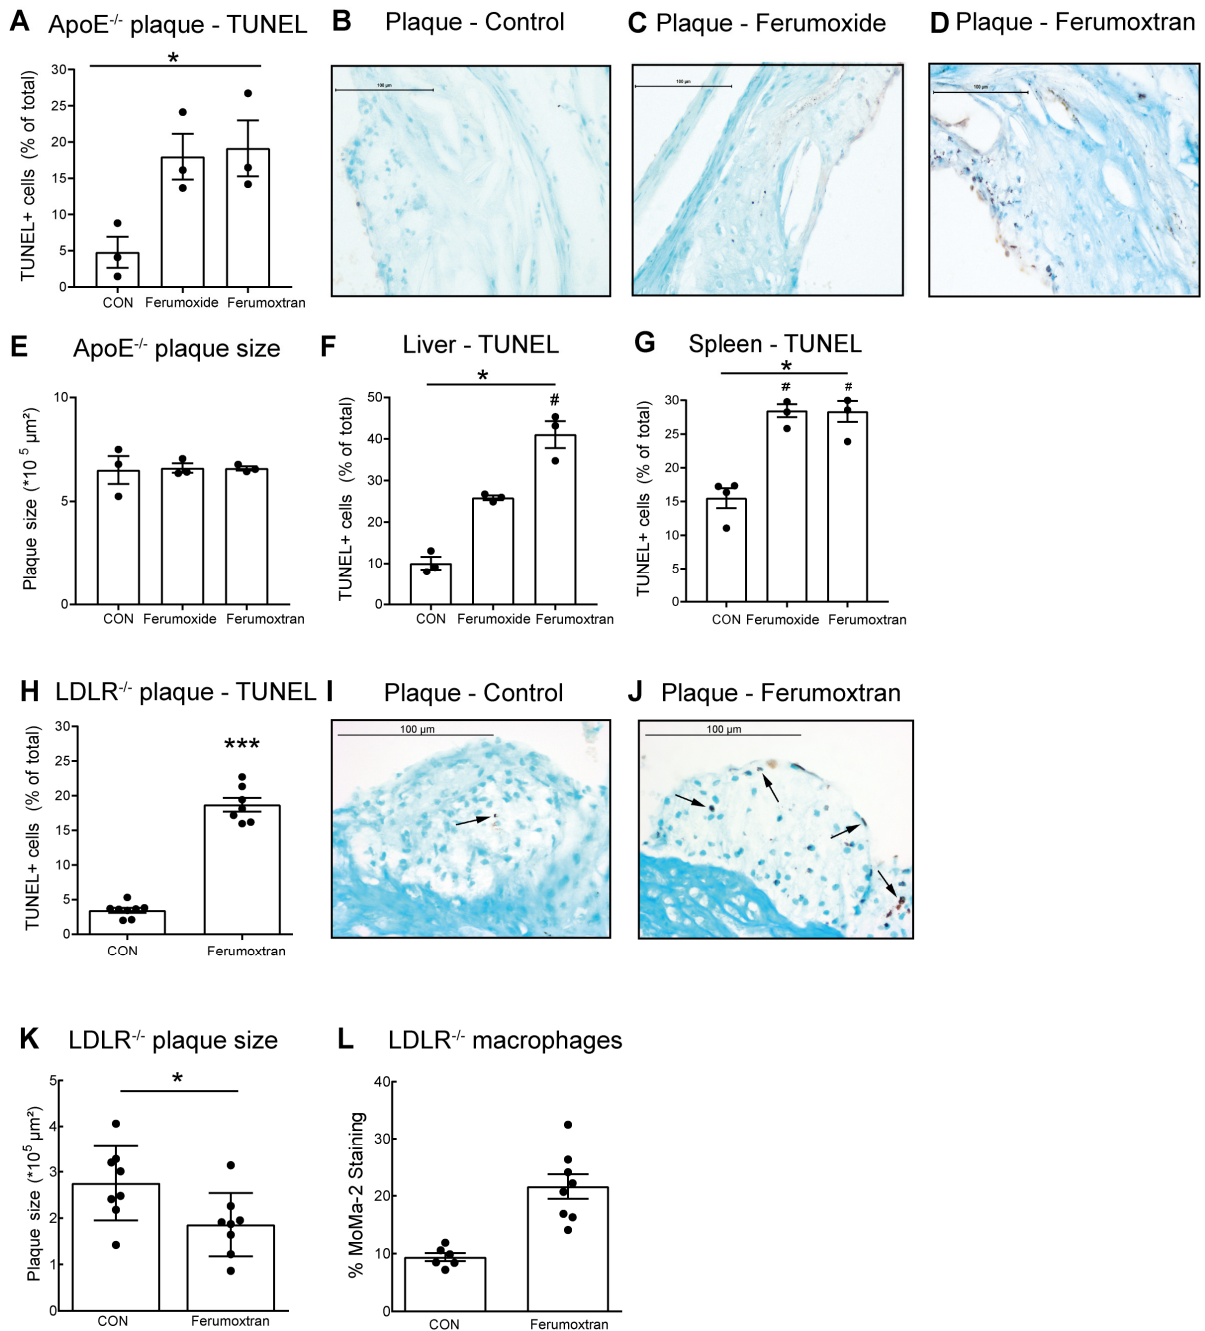 A ApoE-/- plaque - TUNEL
*
TUNEL+ cells (% of total)
30
25
20
15
10
5
0
CON Ferumoxide Ferumoxtran
B Plaque - Control
100 µm
C Plaque - Ferumoxide
100 µm
D Plaque - Ferumoxtran
100 µm
E ApoE-/- plaque size
Plaque size (*10 5 µm²)
10
5
0
CON Ferumoxide Ferumoxtran
F Liver - TUNEL
*
#
TUNEL+ cells (% of total)
50
40
30
20
10
0
CON Ferumoxide Ferumoxtran
G Spleen - TUNEL
*
# #
TUNEL+ cells (% of total)
30
25
20
15
10
5
0
CON Ferumoxide Ferumoxtran
H LDLR-/- plaque - TUNEL
***
TUNEL+ cells (% of total)
30
25
20
15
10
5
0
CON Ferumoxtran
I Plaque - Control
100 µm
J Plaque - Ferumoxtran
100 µm
K LDLR-/- plaque size
*
Plaque size (*10⁵ µm²)
5
4
3
2
1
0
CON Ferumoxtran
L LDLR-/- macrophages
% MoMa-2 Staining
40
30
20
10
0
CON Ferumoxtran